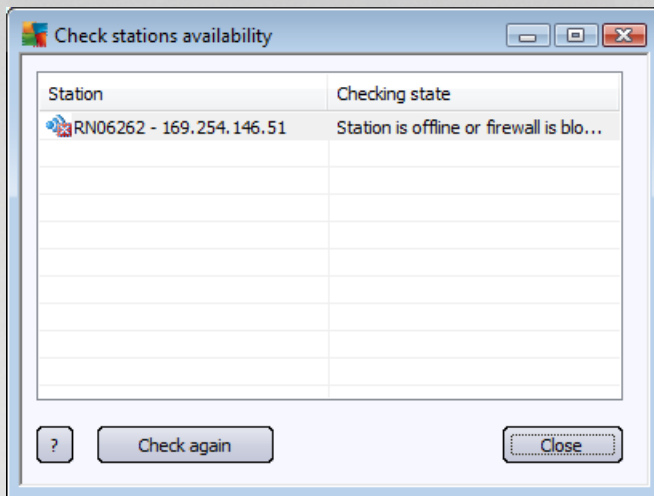 Check stations availability
Station Checking state
RN06262 - 169.254.146.51 Station is offline or firewall is blo...
? Check again Close